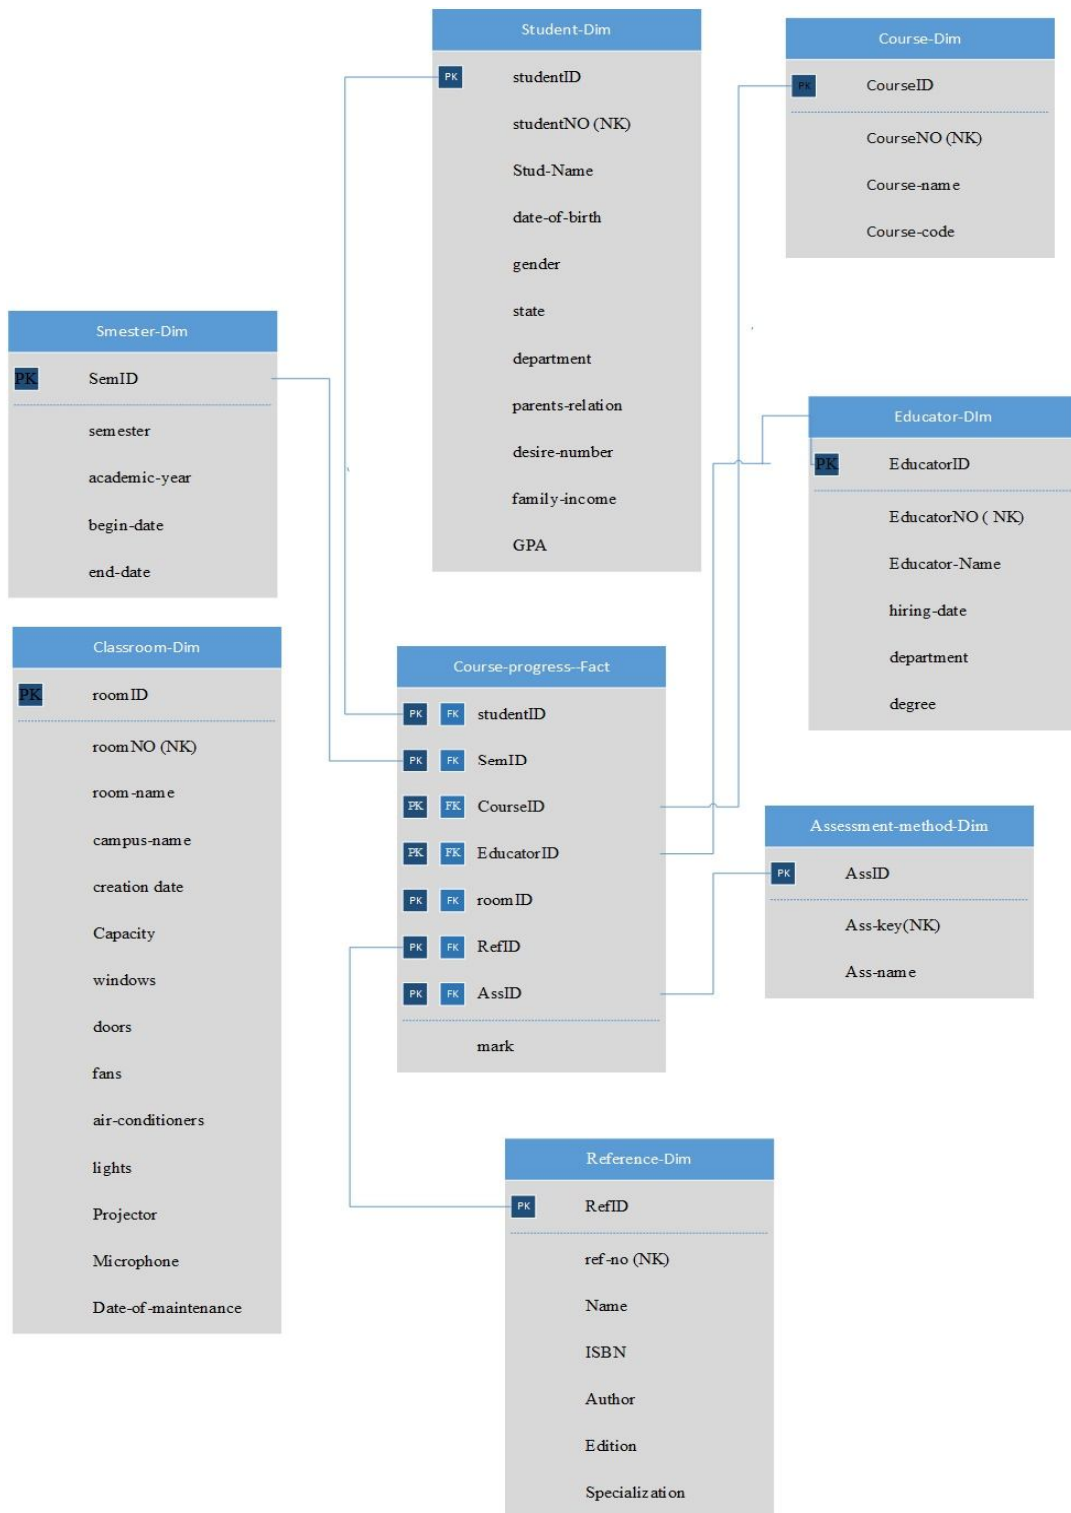 Student-Dim
PK studentID
studentNO (NK)
Stud-Name
date-of-birth
gender
state
department
parents-relation
desire-number
family-income
GPA
Course-Dim
PK CourseID
CourseNO (NK)
Course-name
Course-code
Smester-Dim
PK SemID
semester
academic-year
begin-date
end-date
Educator-DIm
PK EducatorID
EducatorNO ( NK)
Educator-Name
hiring-date
department
degree
Classroom-Dim
PK roomID
roomNO (NK)
room-name
campus-name
creation date
Capacity
windows
doors
fans
air-conditioners
lights
Projector
Microphone
Date-of-maintenance
Course-progress--Fact
PK FK studentID
PK FK SemID
PK FK CourseID
PK FK EducatorID
PK FK roomID
PK FK RefID
PK FK AssID
mark
Assessment-method-Dim
PK AssID
Ass-key(NK)
Ass-name
Reference-Dim
PK RefID
ref-no (NK)
Name
ISBN
Author
Edition
Specialization